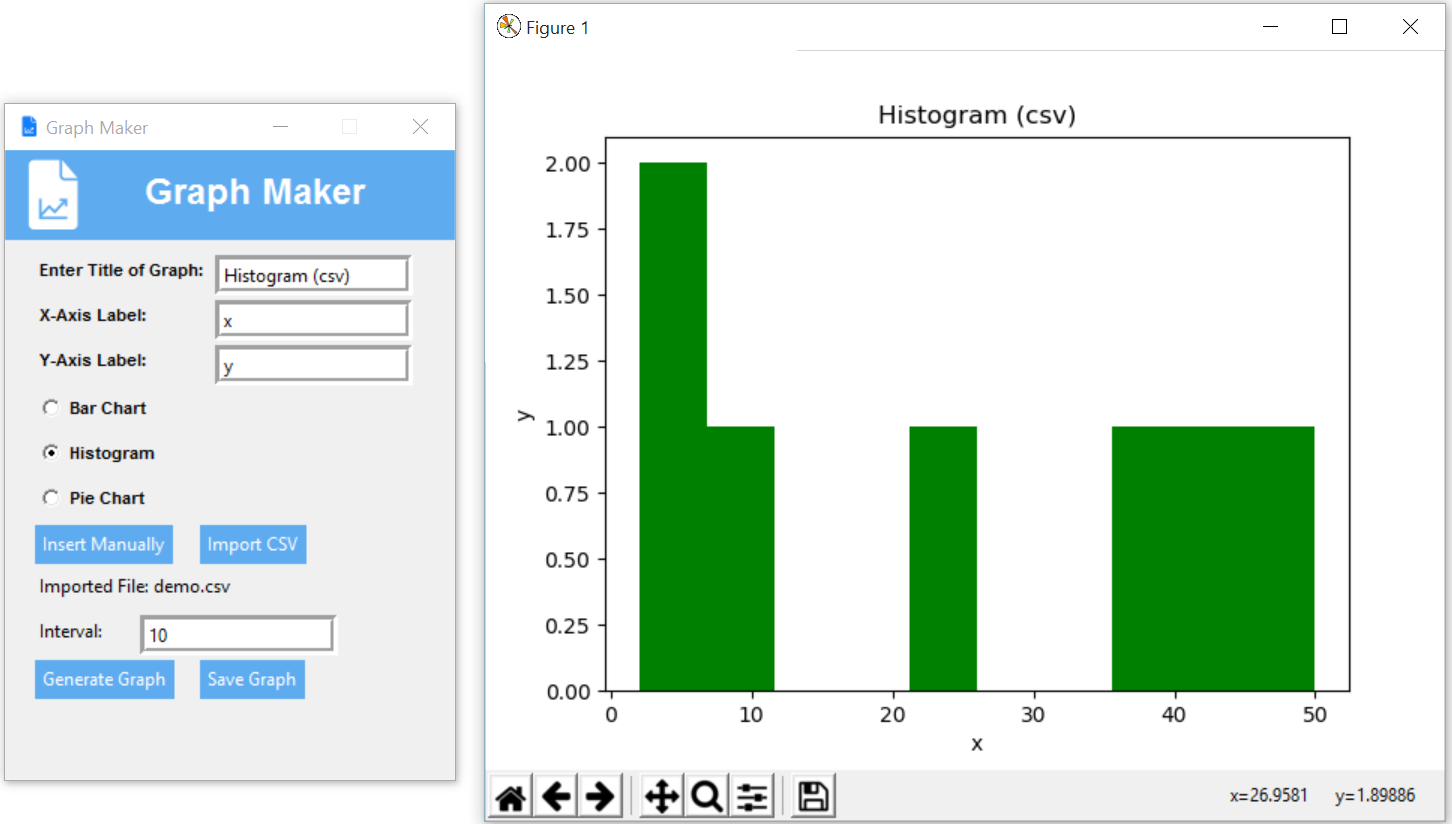 Graph Maker
Graph Maker
Enter Title of Graph: Histogram (csv)
X-Axis Label: x
Y-Axis Label: y
Bar Chart
Histogram
Pie Chart
Insert Manually Import CSV
Imported File: demo.csv
Interval: 10
Generate Graph Save Graph
Figure 1
Histogram (csv)
2.00
1.75
1.50
1.25
y
1.00
0.75
0.50
0.25
0.00
0 10 20 30 40 50
x
x=26.9581 y=1.89886